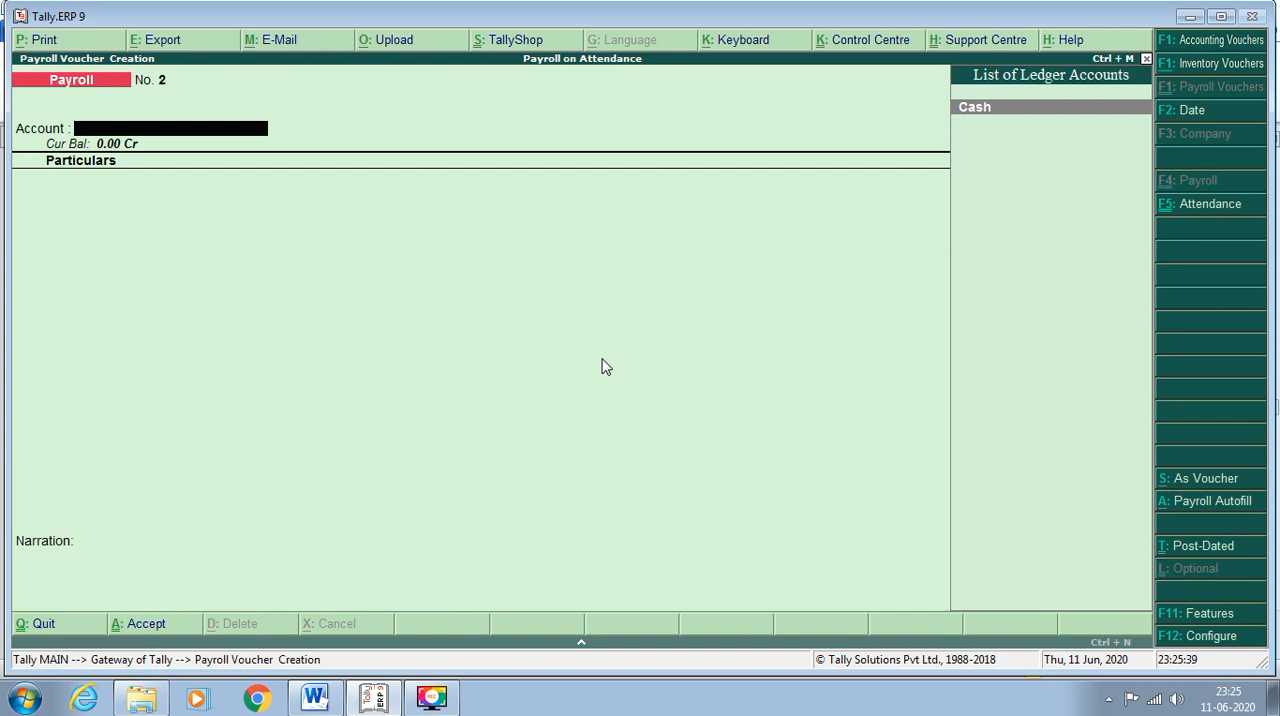 Tally.ERP 9
P: Print E: Export M: E-Mail O: Upload S: TallyShop G: Language K: Keyboard K: Control Centre H: Support Centre H: Help
Payroll Voucher Creation Payroll on Attendance Ctrl + M
Payroll No. 2
Account :
Cur Bal: 0.00 Cr
Particulars
Narration:
List of Ledger Accounts
Cash
F1: Accounting Vouchers
F1: Inventory Vouchers
F1: Payroll Vouchers
F2: Date
F3: Company
F4: Payroll
F5: Attendance
S: As Voucher
A: Payroll Autofill
T: Post-Dated
L: Optional
F11: Features
F12: Configure
Q: Quit A: Accept D: Delete X: Cancel
Ctrl + N
Tally MAIN --> Gateway of Tally --> Payroll Voucher Creation © Tally Solutions Pvt Ltd., 1988-2018 Thu, 11 Jun, 2020 23:25:39
23:25
11-06-2020